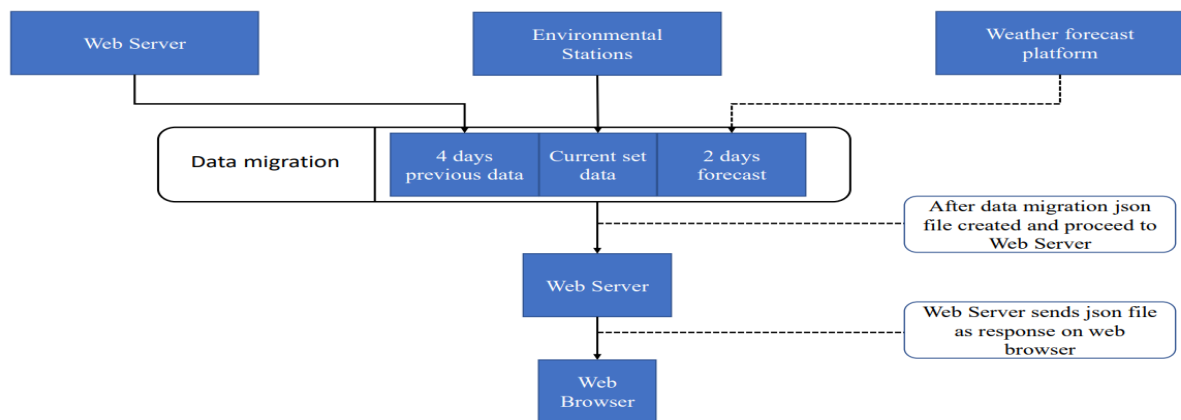 Web Server
Environmental
Stations
Weather forecast
platform
Data migration
4 days
previous data
Current set
data
2 days
forecast
After data migration json
file created and proceed to
Web Server
Web Server
Web Server sends json file
as response on web
browser
Web
Browser